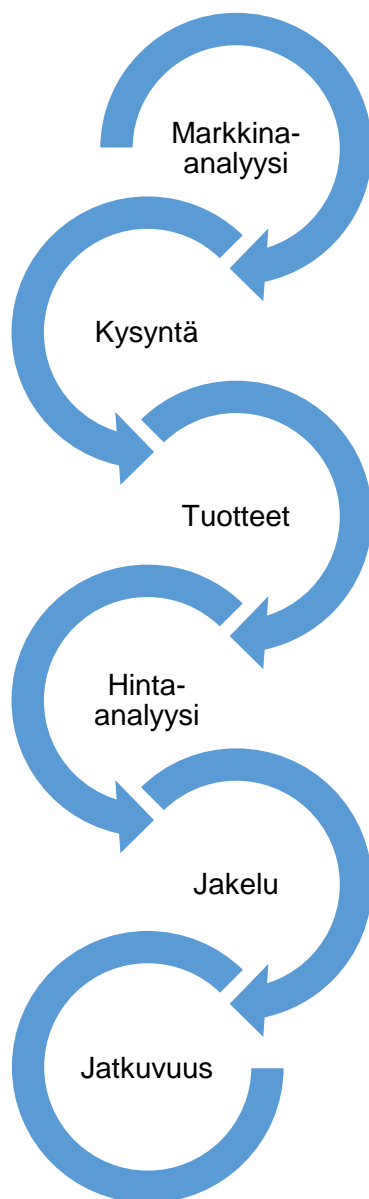 Markkina-
analyysi
Kysyntä
Tuotteet
Hinta-
analyysi
Jakelu
Jatkuvuus